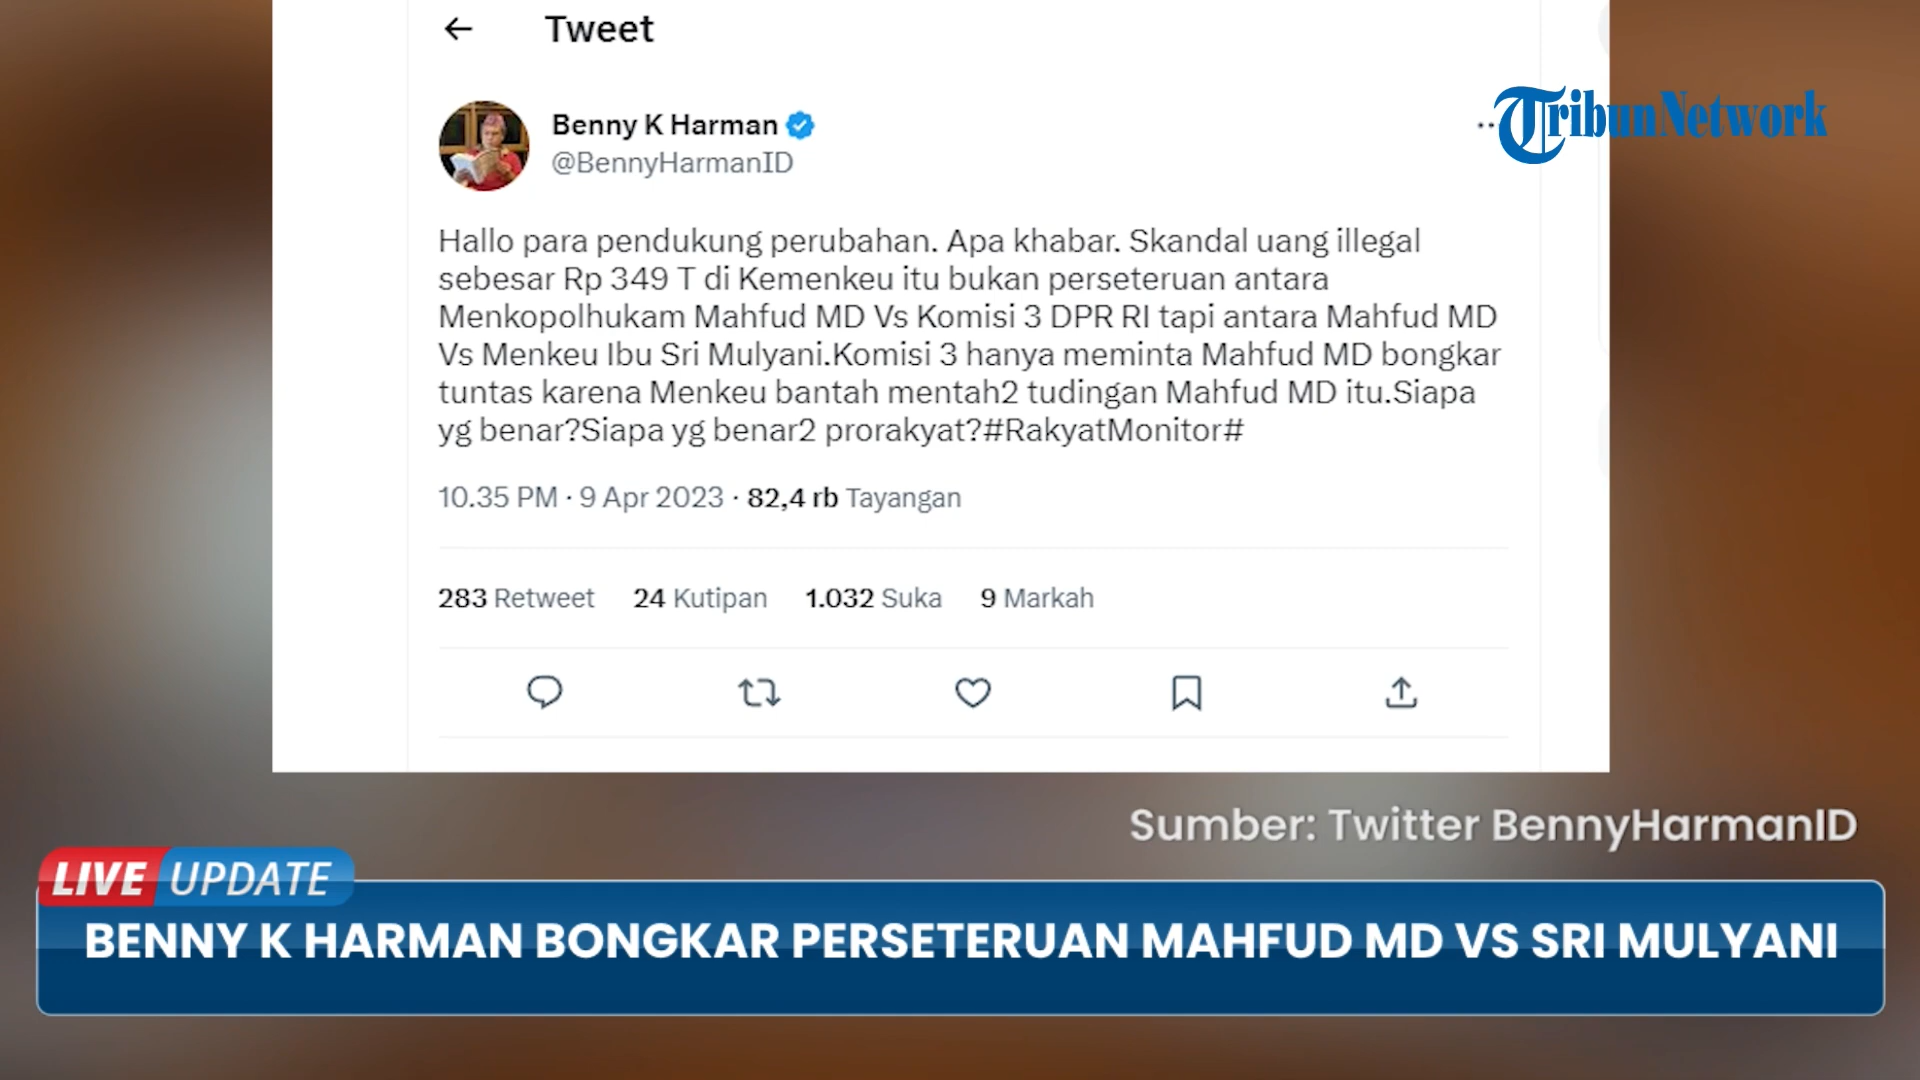 Tweet
Benny K Harman
@BennyHarmanID
TribunNetwork
Hallo para pendukung perubahan. Apa khabar. Skandal uang illegal
sebesar Rp 349 T di Kemenkeu itu bukan perseteruan antara
Menkopolhukam Mahfud MD Vs Komisi 3 DPR RI tapi antara Mahfud MD
Vs Menkeu Ibu Sri Mulyani.Komisi 3 hanya meminta Mahfud MD bongkar
tuntas karena Menkeu bantah mentah2 tudingan Mahfud MD itu.Siapa
yg benar?Siapa yg benar2 prorakyat?#RakyatMonitor#
10.35 PM · 9 Apr 2023 · 82,4 rb Tayangan
283 Retweet 24 Kutipan 1.032 Suka 9 Markah
Sumber: Twitter BennyHarmanID
LIVE UPDATE
BENNY K HARMAN BONGKAR PERSETERUAN MAHFUD MD VS SRI MULYANI